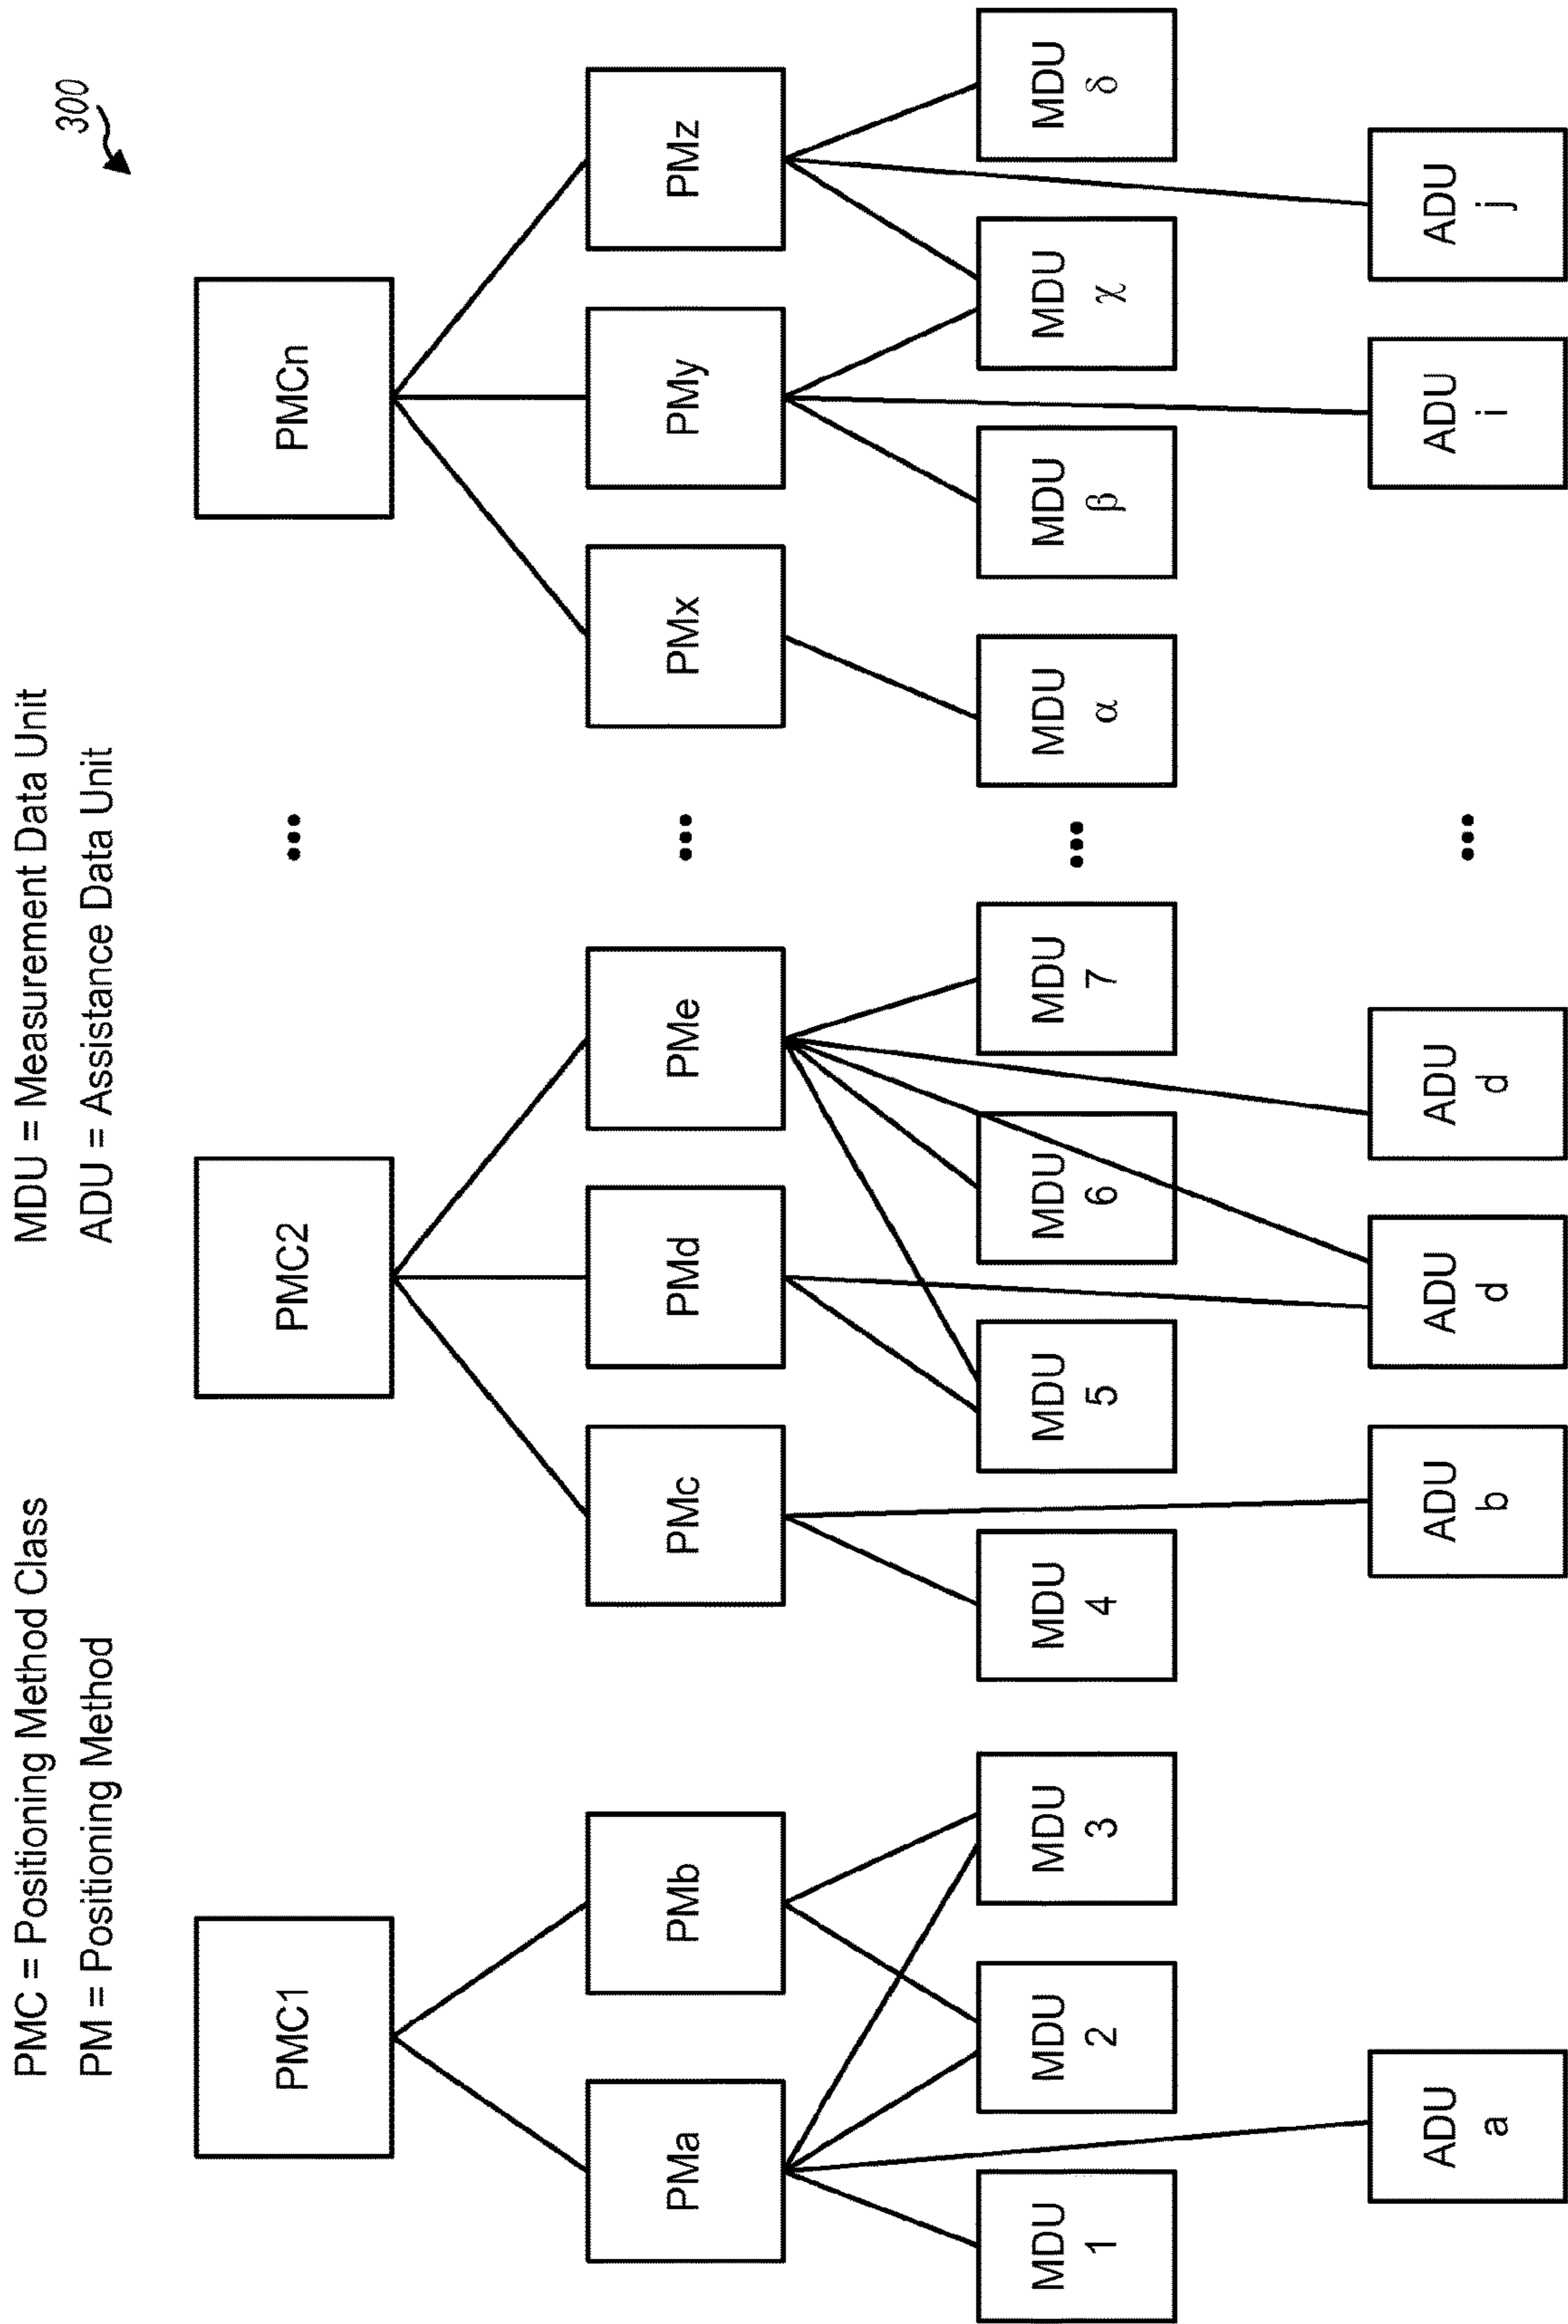 PMC = Positioning Method Class
MDU = Measurement Data Unit
PM = Positioning Method
ADU = Assistance Data Unit
300
PMC1
PMC2
•••
PMCn
PMa
PMb
PMc
PMd
PMe
•••
PMx
PMy
PMz
MDU
1
MDU
2
MDU
3
MDU
4
MDU
5
MDU
6
MDU
7
•••
MDU
α
MDU
β
MDU
χ
MDU
δ
ADU
a
ADU
b
ADU
d
ADU
d
•••
ADU
i
ADU
j